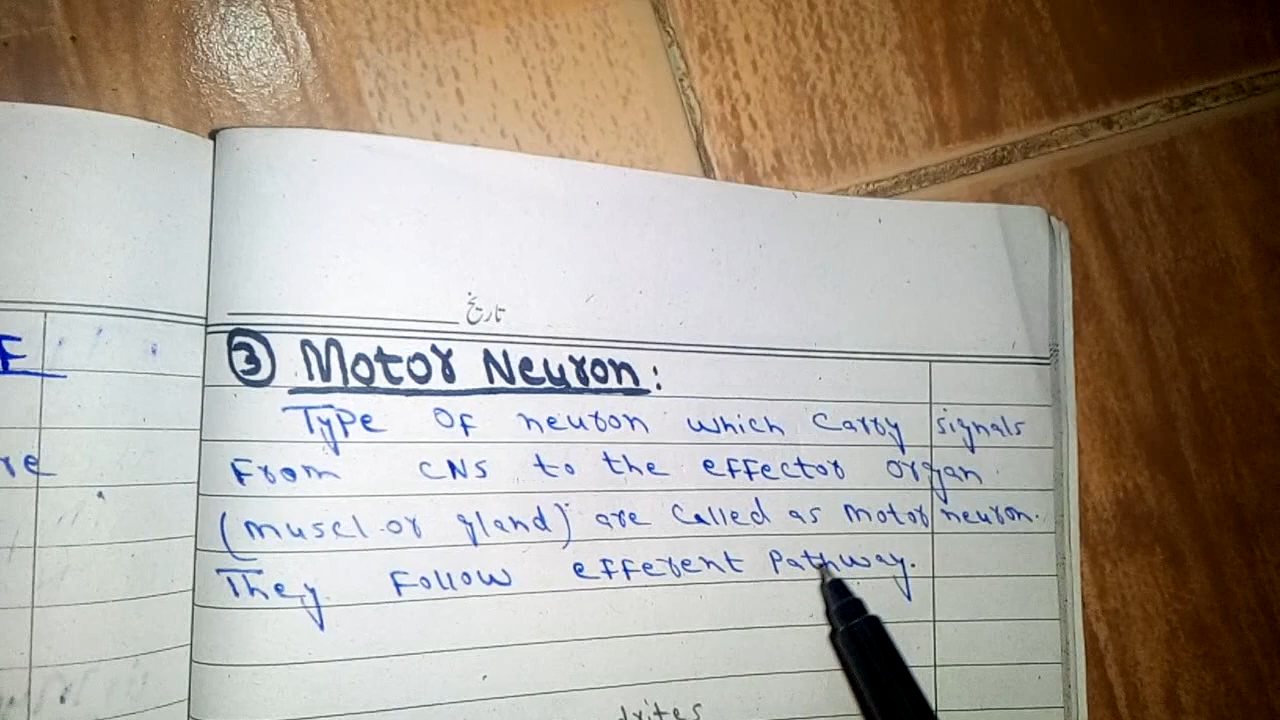 تاریخ
③ Motor Neuron:
Type of neuron which carry signals
From CNS to the effector organ
(muscl or gland) are called as motor neuron.
They Follow efferent Pathway.